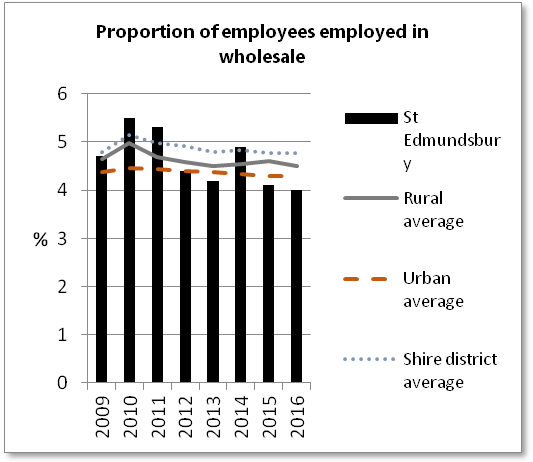 Proportion of employees employed in
wholesale
6
5
4
3
2
1
0
%
2009
2010
2011
2012
2013
2014
2015
2016
St
Edmundsbur
y
Rural
average
Urban
average
Shire district
average